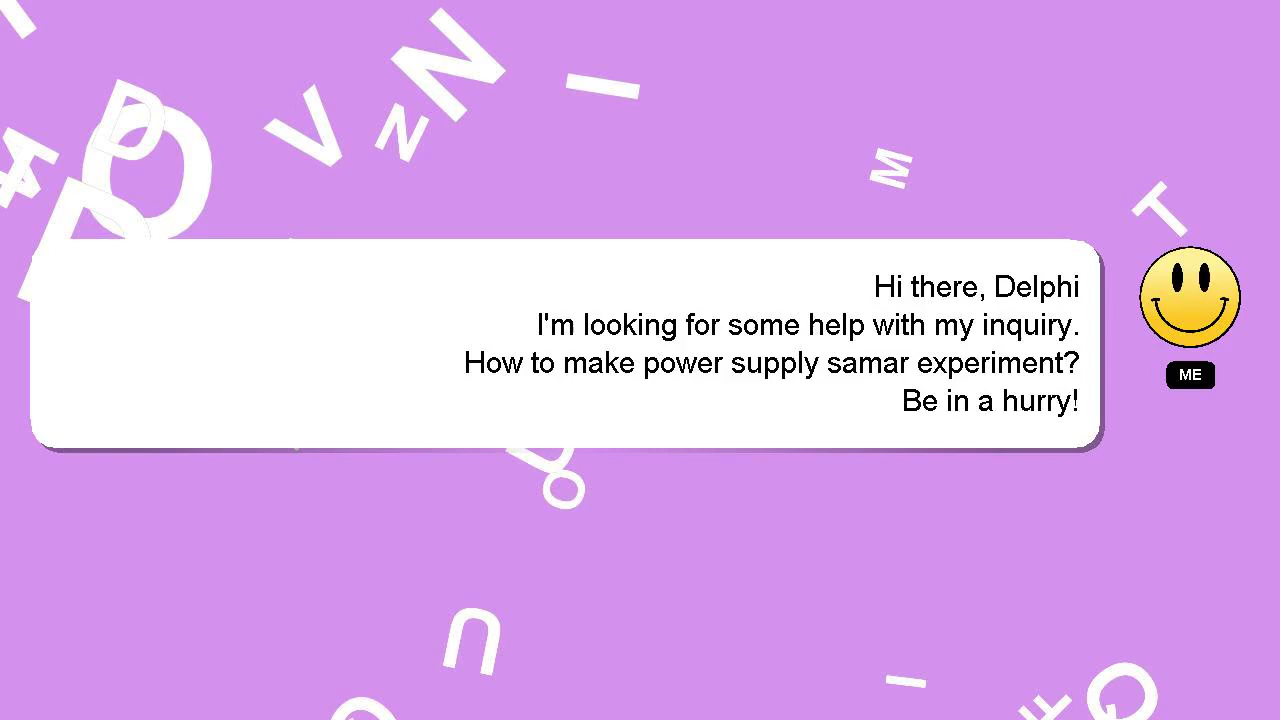 Hi there, Delphi
I'm looking for some help with my inquiry.
How to make power supply samar experiment?
Be in a hurry!
ME